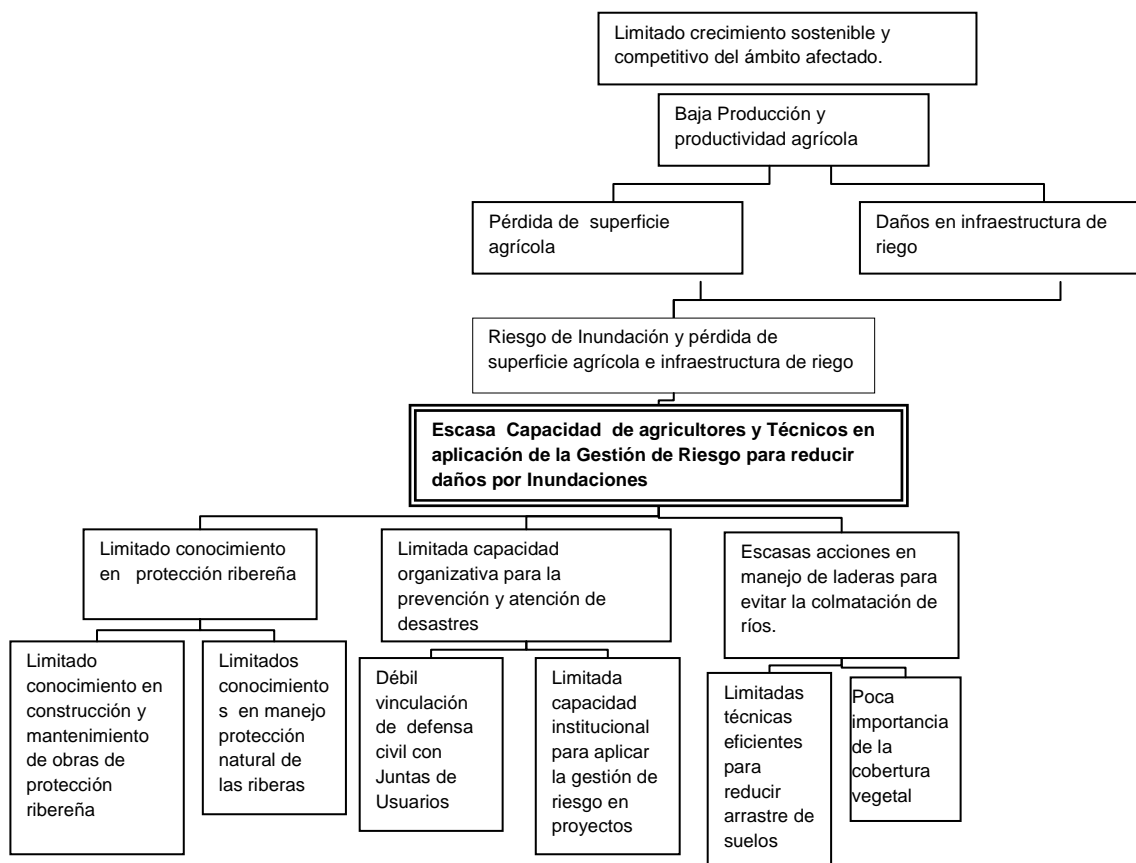 Limitado crecimiento sostenible y
competitivo del ámbito afectado.
Baja Producción y
productividad agrícola
Pérdida de superficie
agrícola
Daños en infraestructura de
riego
Riesgo de Inundación y pérdida de
superficie agrícola e infraestructura de riego
Escasa Capacidad de agricultores y Técnicos en
aplicación de la Gestión de Riesgo para reducir
daños por Inundaciones
Limitado conocimiento
en protección ribereña
Limitada capacidad
organizativa para la
prevención y atención de
desastres
Escasas acciones en
manejo de laderas para
evitar la colmatación de
ríos.
Limitado
conocimiento en
construcción y
mantenimiento
de obras de
protección
ribereña
Limitados
conocimiento
s en manejo
protección
natural de
las riberas
Débil
vinculación
de defensa
civil con
Juntas de
Usuarios
Limitada
capacidad
institucional
para aplicar
la gestión de
riesgo en
proyectos
Limitadas
técnicas
eficientes
para
reducir
arrastre de
suelos
Poca
importancia
de la
cobertura
vegetal